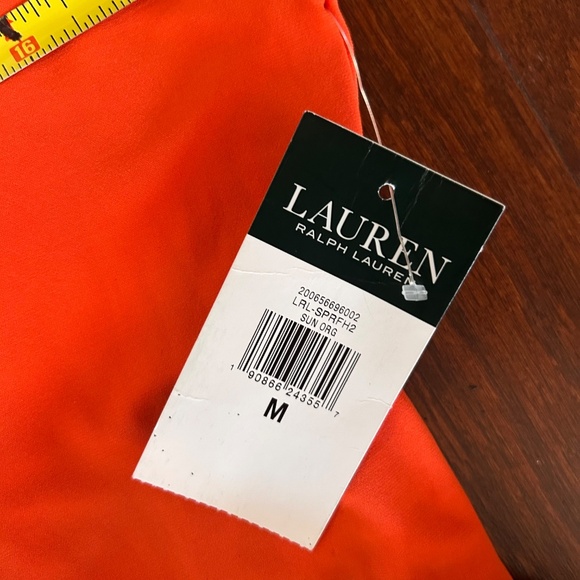 16
LAUREN
RALPH LAUREN
200656696002
LRL-SPRFH2
SUN ORG
1 90866 24355 7
M